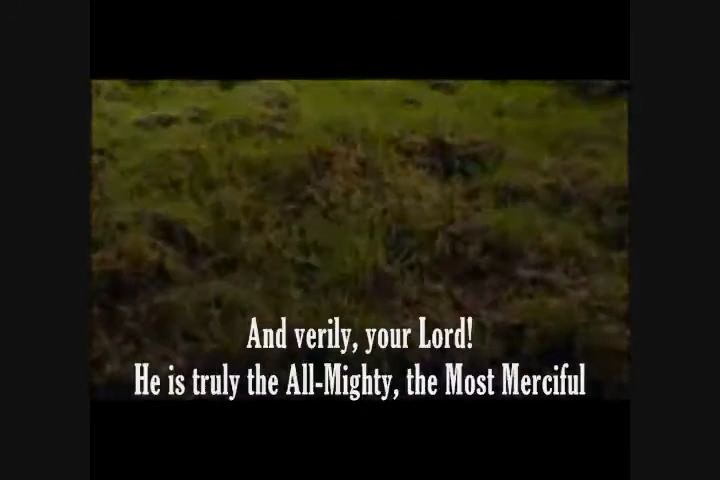 And verily, your Lord!
He is truly the All-Mighty, the Most Merciful